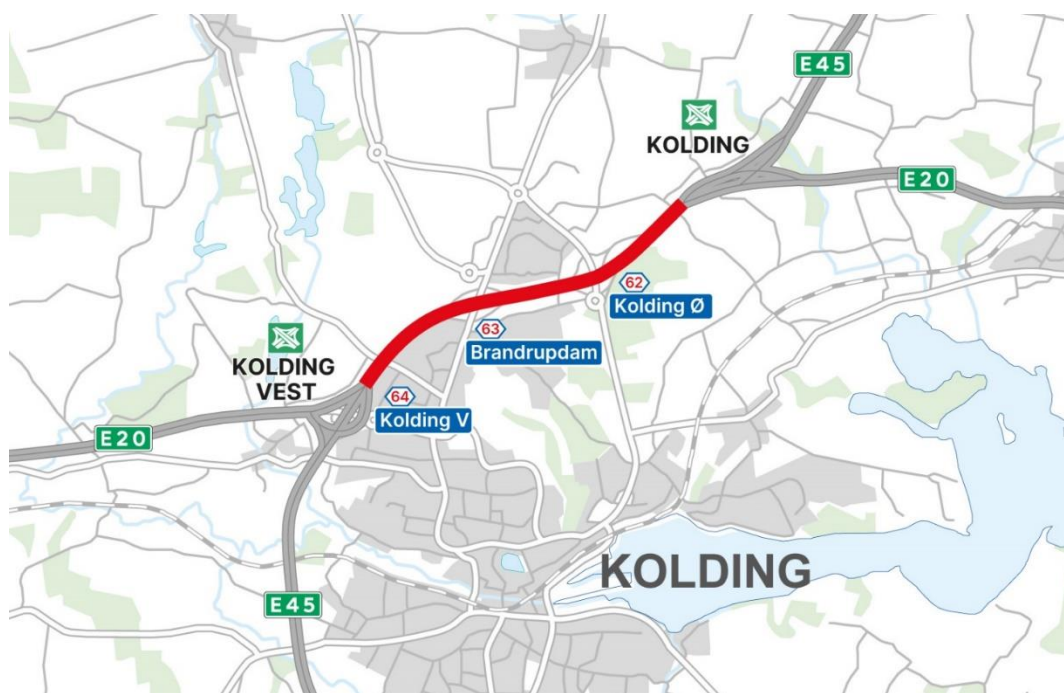 E45
KOLDING
E20
62
Kolding Ø
63
Brandrupdam
KOLDING
VEST
64
Kolding V
E20
KOLDING
E45